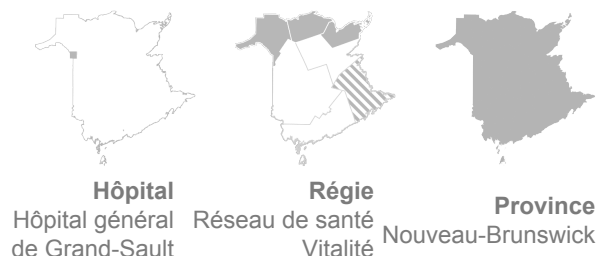 Hôpital
Hôpital général
de Grand-Sault
Régie
Réseau de santé
Vitalité
Province
Nouveau-Brunswick